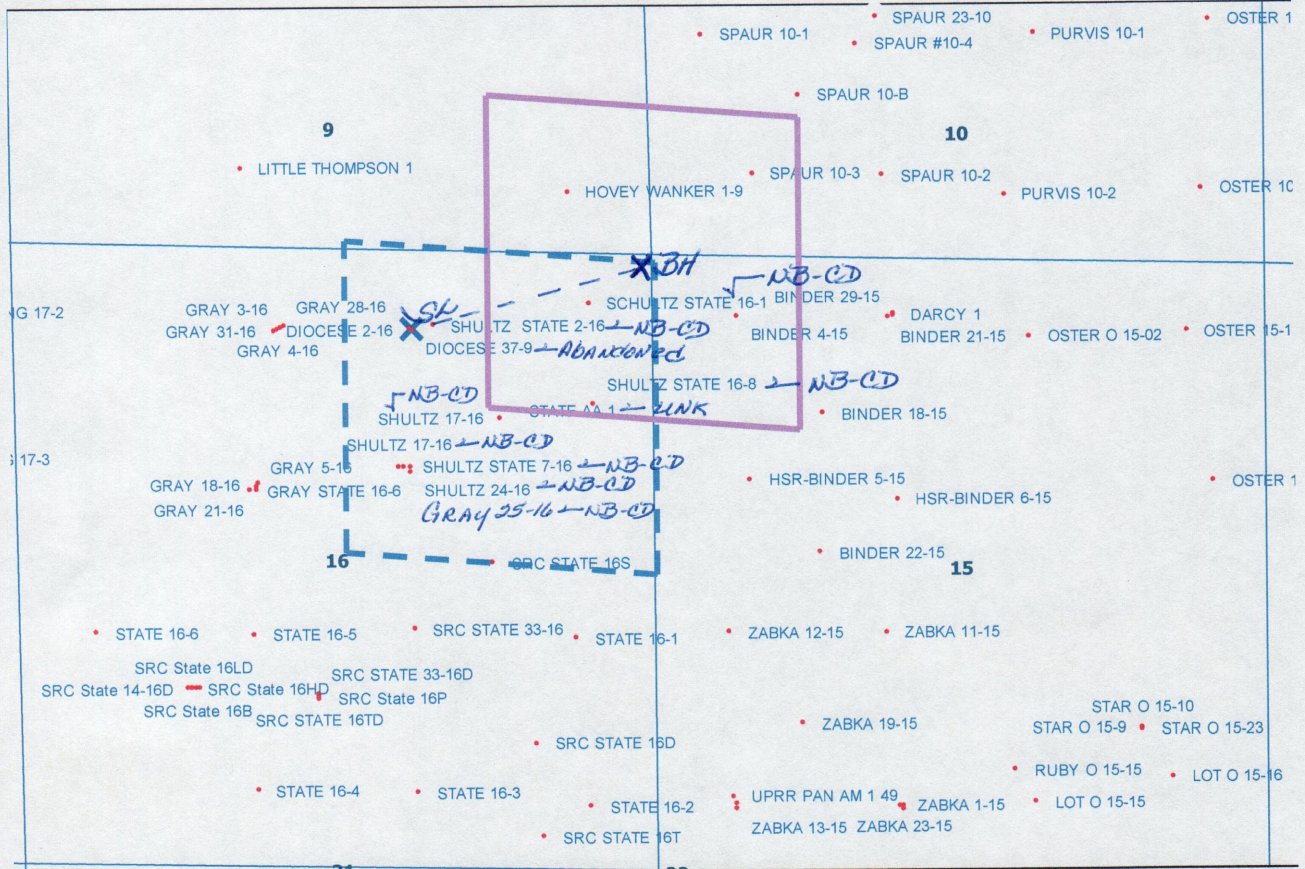 SPAUR 23-10
OSTER 1
SPAUR 10-1
SPAUR #10-4
PURVIS 10-1
SPAUR 10-B
9
10
LITTLE THOMPSON 1
SPAUR 10-3
SPAUR 10-2
HOVEY WANKER 1-9
PURVIS 10-2
OSTER 10
X BH
NB-CD
SCHULTZ STATE 16-1
BINDER 29-15
GRAY 3-16
GRAY 28-16
SH
IG 17-2
DARCY 1
GRAY 31-16
DIOCESE 2-16
X
SHULTZ STATE 2-16 NB-CD
BINDER 4-15
BINDER 21-15
OSTER O 15-02
OSTER 15-1
GRAY 4-16
DIOCESE 37-9 ABANDONED
SHULTZ STATE 16-8 NB-CD
NB-CD
SHULTZ 17-16
STATE AA 1 UNK
BINDER 18-15
SHULTZ 17-16 NB-CD
17-3
GRAY 5-16
SHULTZ STATE 7-16 NB-CD
GRAY 18-16
GRAY STATE 16-6
SHULTZ 24-16 NB-CD
HSR-BINDER 5-15
OSTER 1
GRAY 21-16
GRAY 25-16 NB-CD
HSR-BINDER 6-15
BINDER 22-15
16
SRC STATE 16S
15
STATE 16-6
STATE 16-5
SRC STATE 33-16
STATE 16-1
ZABKA 12-15
ZABKA 11-15
SRC State 16LD
SRC STATE 33-16D
SRC State 14-16D
SRC State 16HD
SRC State 16P
SRC State 16B
SRC STATE 16TD
STAR O 15-10
ZABKA 19-15
STAR O 15-9
STAR O 15-23
SRC STATE 16D
RUBY O 15-15
LOT O 15-16
STATE 16-4
STATE 16-3
STATE 16-2
UPRR PAN AM 1 49
ZABKA 1-15
LOT O 15-15
ZABKA 13-15
ZABKA 23-15
SRC STATE 16T